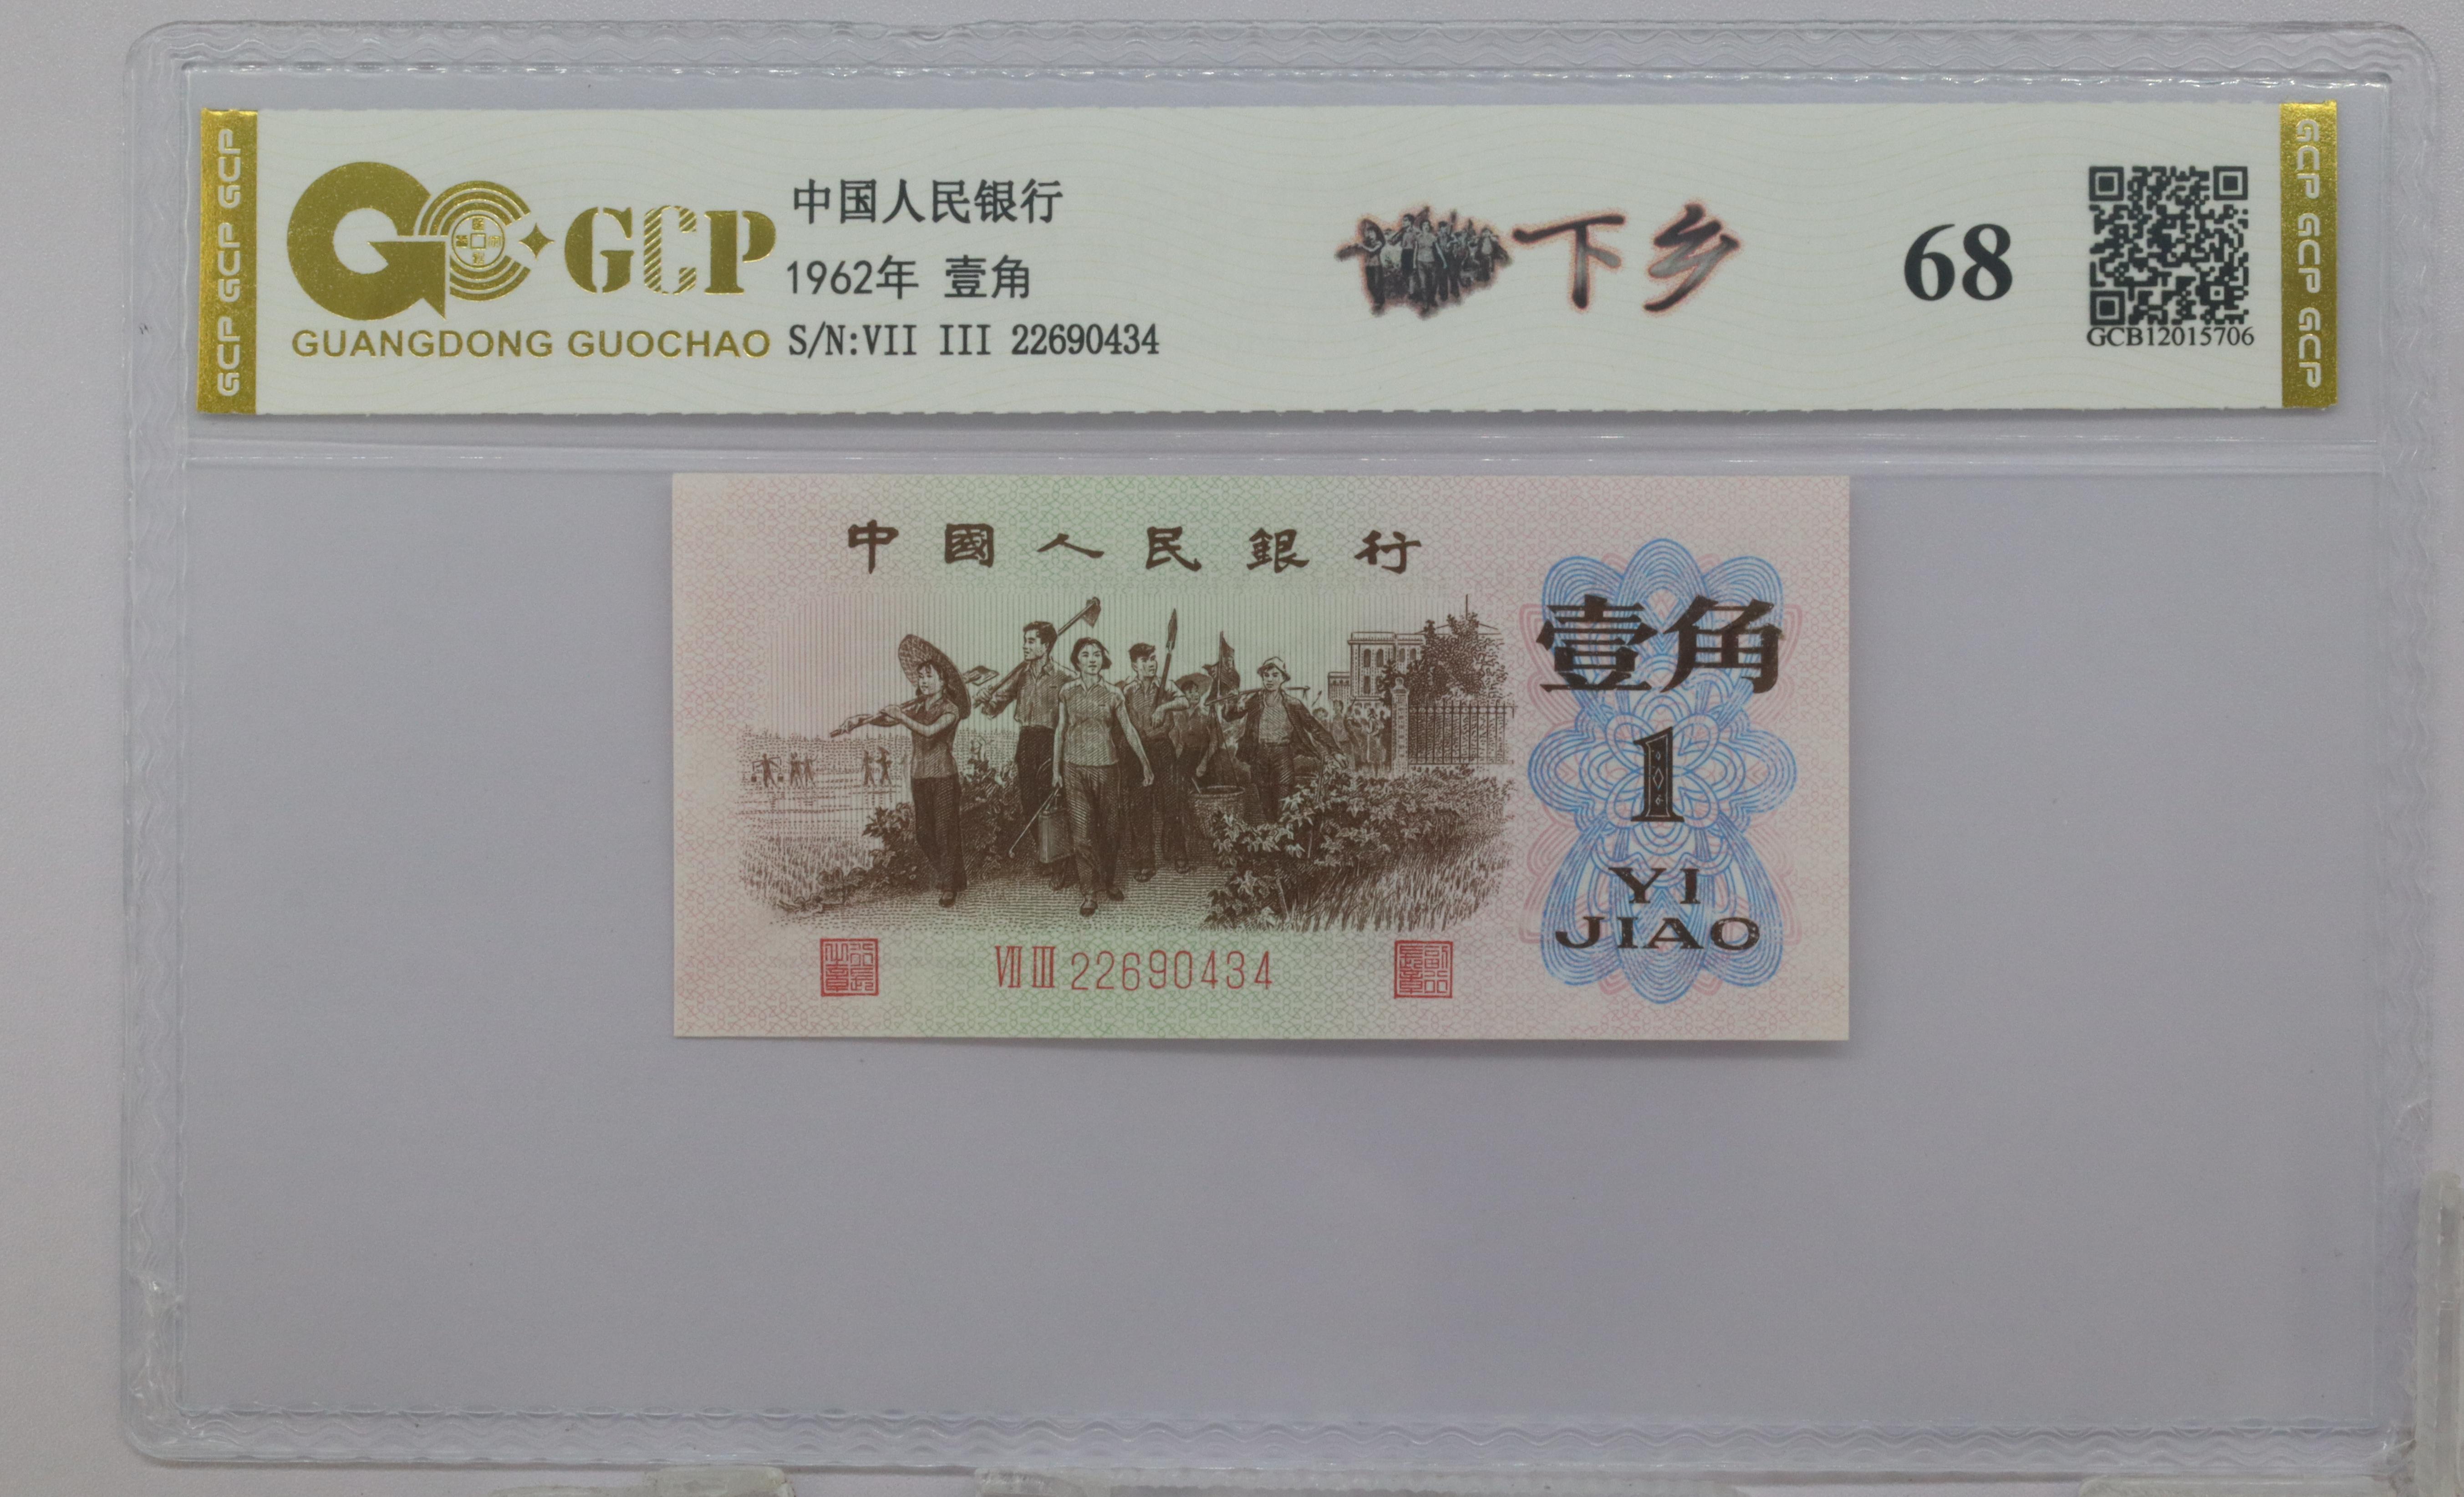 GCP GCP GCP
GCP
GUANGDONG GUOCHAO
中国人民银行
1962年 壹角
S/N:VII III 22690434
下乡
68
GCB12015706
GCP GCP GCP
中國人民銀行
壹角
1
YI
JIAO
VII III 22690434